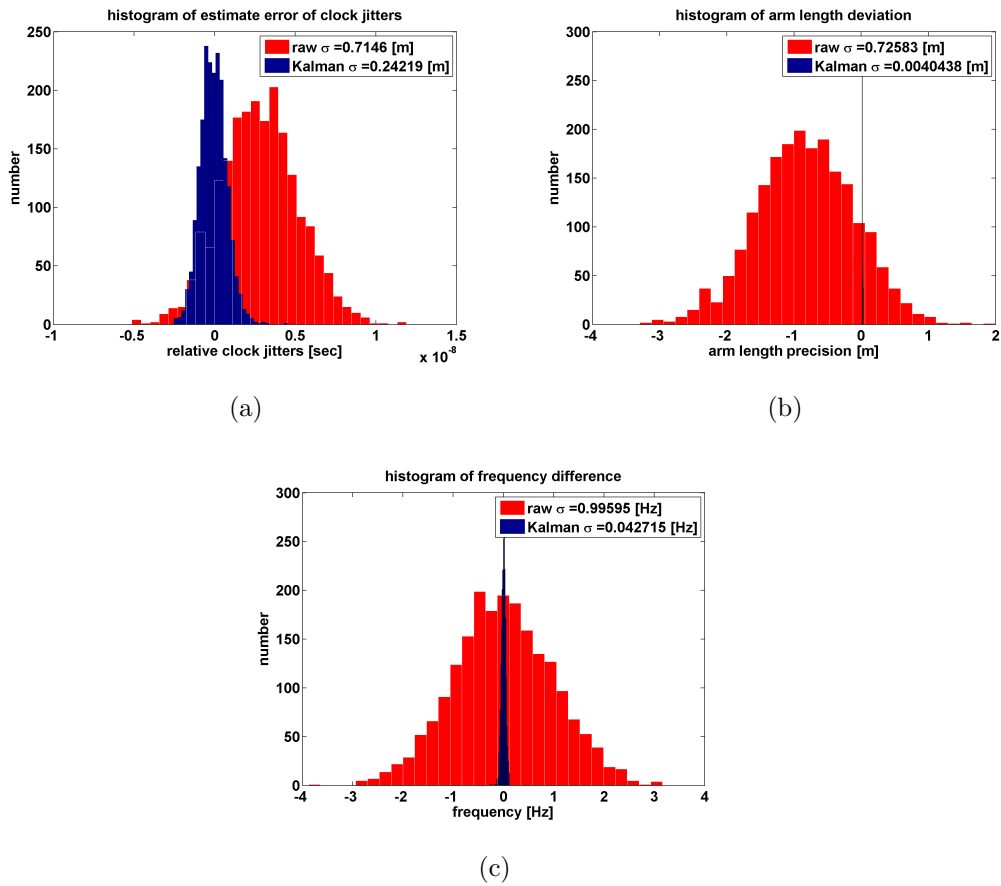 histogram of estimate error of clock jitters
250
200
150
100
50
0
number
raw σ =0.7146 [m]
Kalman σ =0.24219 [m]
-1
-0.5
0
0.5
1
1.5
relative clock jitters [sec]
x 10⁻⁸
(a)
histogram of arm length deviation
300
250
200
150
100
50
0
number
raw σ =0.72583 [m]
Kalman σ =0.0040438 [m]
-4
-3
-2
-1
0
1
2
arm length precision [m]
(b)
histogram of frequency difference
300
250
200
150
100
50
0
number
raw σ =0.99595 [Hz]
Kalman σ =0.042715 [Hz]
-4
-3
-2
-1
0
1
2
3
4
frequency [Hz]
(c)